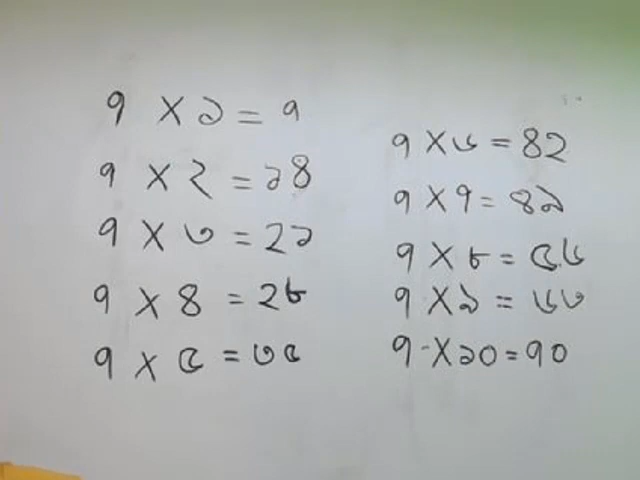 ৭ × ১ = ৭
৭ × ২ = ১৪
৭ × ৩ = ২১
৭ × ৪ = ২৮
৭ × ৫ = ৩৫
৭ × ৬ = ৪২
৭ × ৭ = ৪৯
৭ × ৮ = ৫৬
৭ × ৯ = ৬৩
৭ × ১০ = ৭০